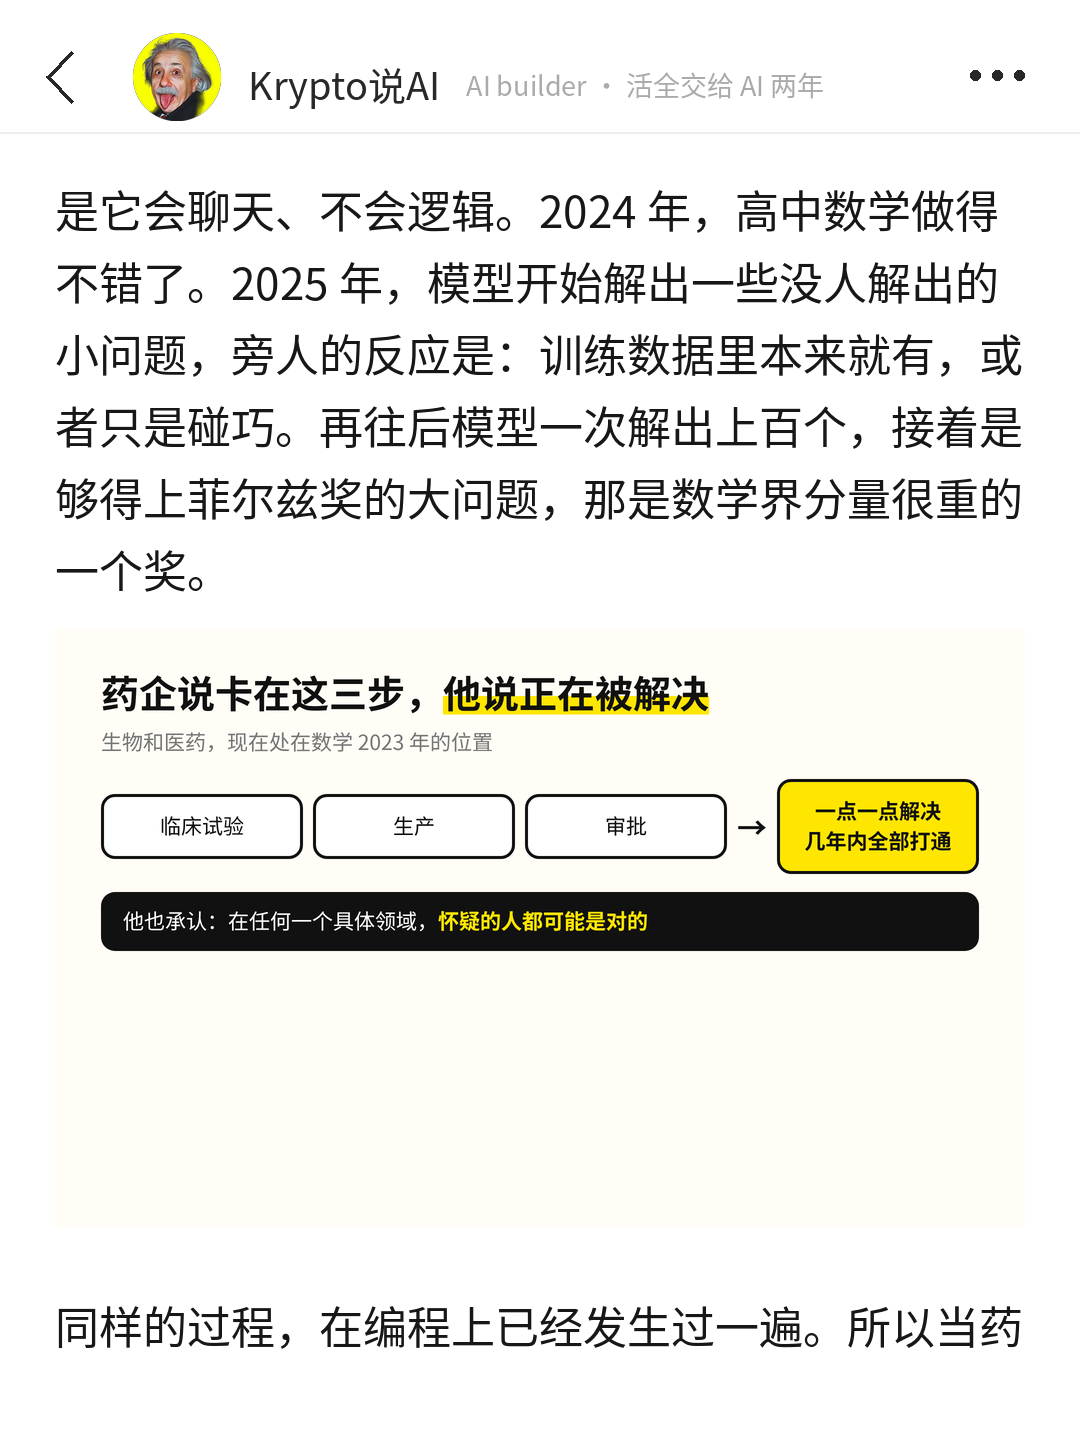 Krypto说AI AI builder · 活全交给 AI 两年
是它会聊天、不会逻辑。2024 年，高中数学做得
不错了。2025 年，模型开始解出一些没人解出的
小问题，旁人的反应是：训练数据里本来就有，或
者只是碰巧。再往后模型一次解出上百个，接着是
够得上菲尔兹奖的大问题，那是数学界分量很重的
一个奖。
药企说卡在这三步，他说正在被解决
生物和医药，现在处在数学 2023 年的位置
临床试验 生产 审批 → 一点一点解决
几年内全部打通
他也承认：在任何一个具体领域，怀疑的人都可能是对的
同样的过程，在编程上已经发生过一遍。所以当药